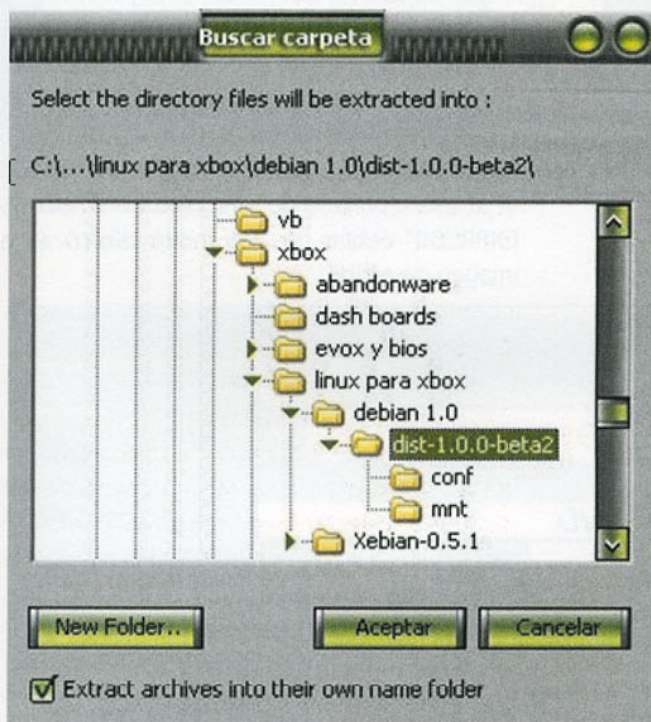 Buscar carpeta
Select the directory files will be extracted into :
C:\...\linux para xbox\debian 1.0\dist-1.0.0-beta2\
vb
xbox
abandonware
dash boards
evox y bios
linux para xbox
debian 1.0
dist-1.0.0-beta2
conf
mnt
Xebian-0.5.1
New Folder..
Aceptar
Cancelar
Extract archives into their own name folder